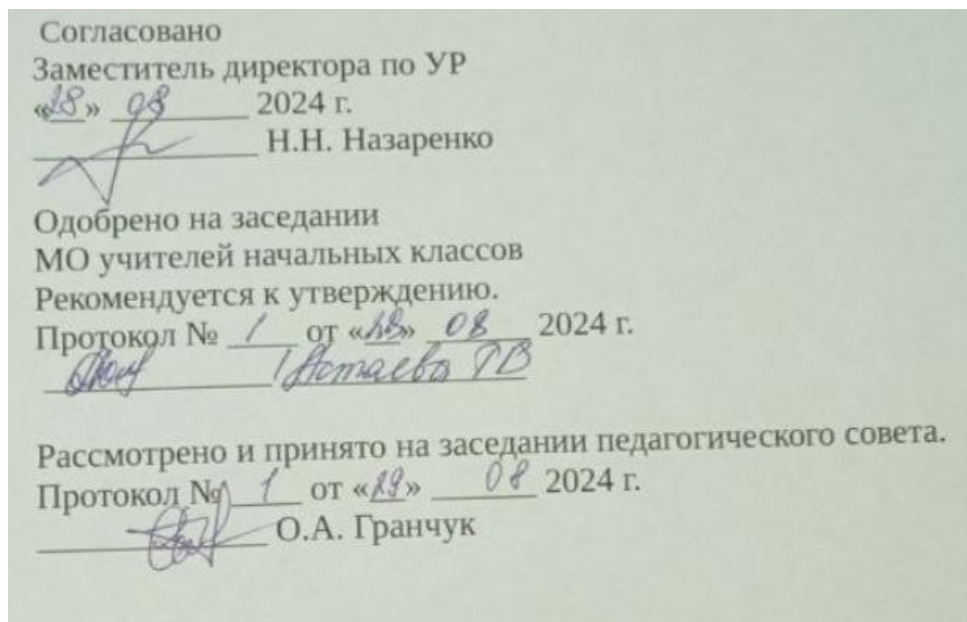 Согласовано
Заместитель директора по УР
«28» 08 2024 г.
Н.Н. Назаренко
Одобрено на заседании
МО учителей начальных классов
Рекомендуется к утверждению.
Протокол № 1 от «28» 08 2024 г.
/ ТВ
Рассмотрено и принято на заседании педагогического совета.
Протокол № 1 от «29» 08 2024 г.
О.А. Гранчук